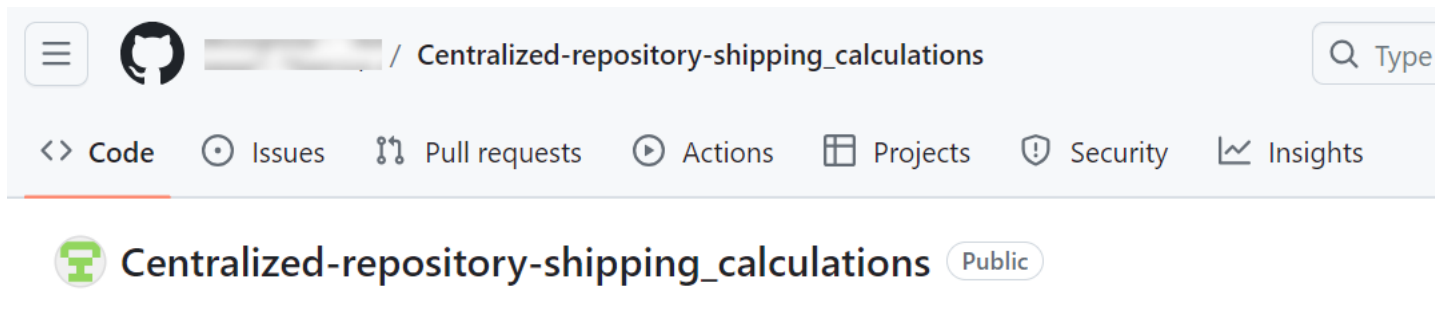 / Centralized-repository-shipping_calculations
Type
Code Issues Pull requests Actions Projects Security Insights
Centralized-repository-shipping_calculations Public